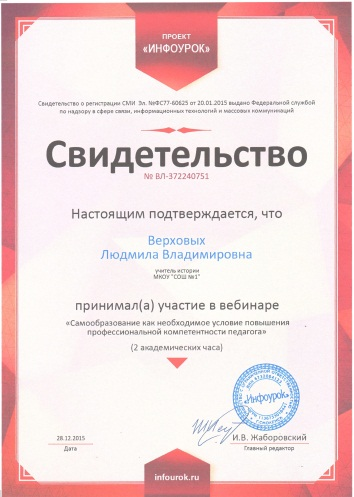 ПРОЕКТ
«ИНФОУРОК»
Свидетельство о регистрации СМИ Эл. №ФС77-60625 от 20.01.2015 выдано Федеральной службой
по надзору в сфере связи, информационных технологий и массовых коммуникаций
Свидетельство
№ ВЛ-372240751
Настоящим подтверждается, что
Верховых
Людмила Владимировна
учитель истории
МКОУ "СОШ №1"
принимал(а) участие в вебинаре
«Самообразование как необходимое условие повышения
профессиональной компетентности педагога»
(2 академических часа)
«Инфоурок»
28.12.2015
Дата
И.В. Жаборовский
Главный редактор
infourok.ru